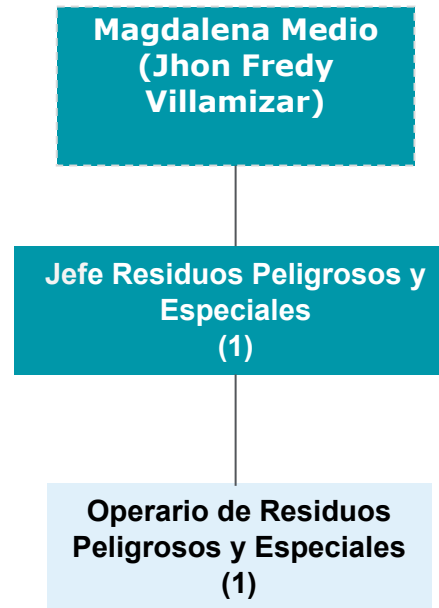 Magdalena Medio
(Jhon Fredy
Villamizar)
Jefe Residuos Peligrosos y
Especiales
(1)
Operario de Residuos
Peligrosos y Especiales
(1)